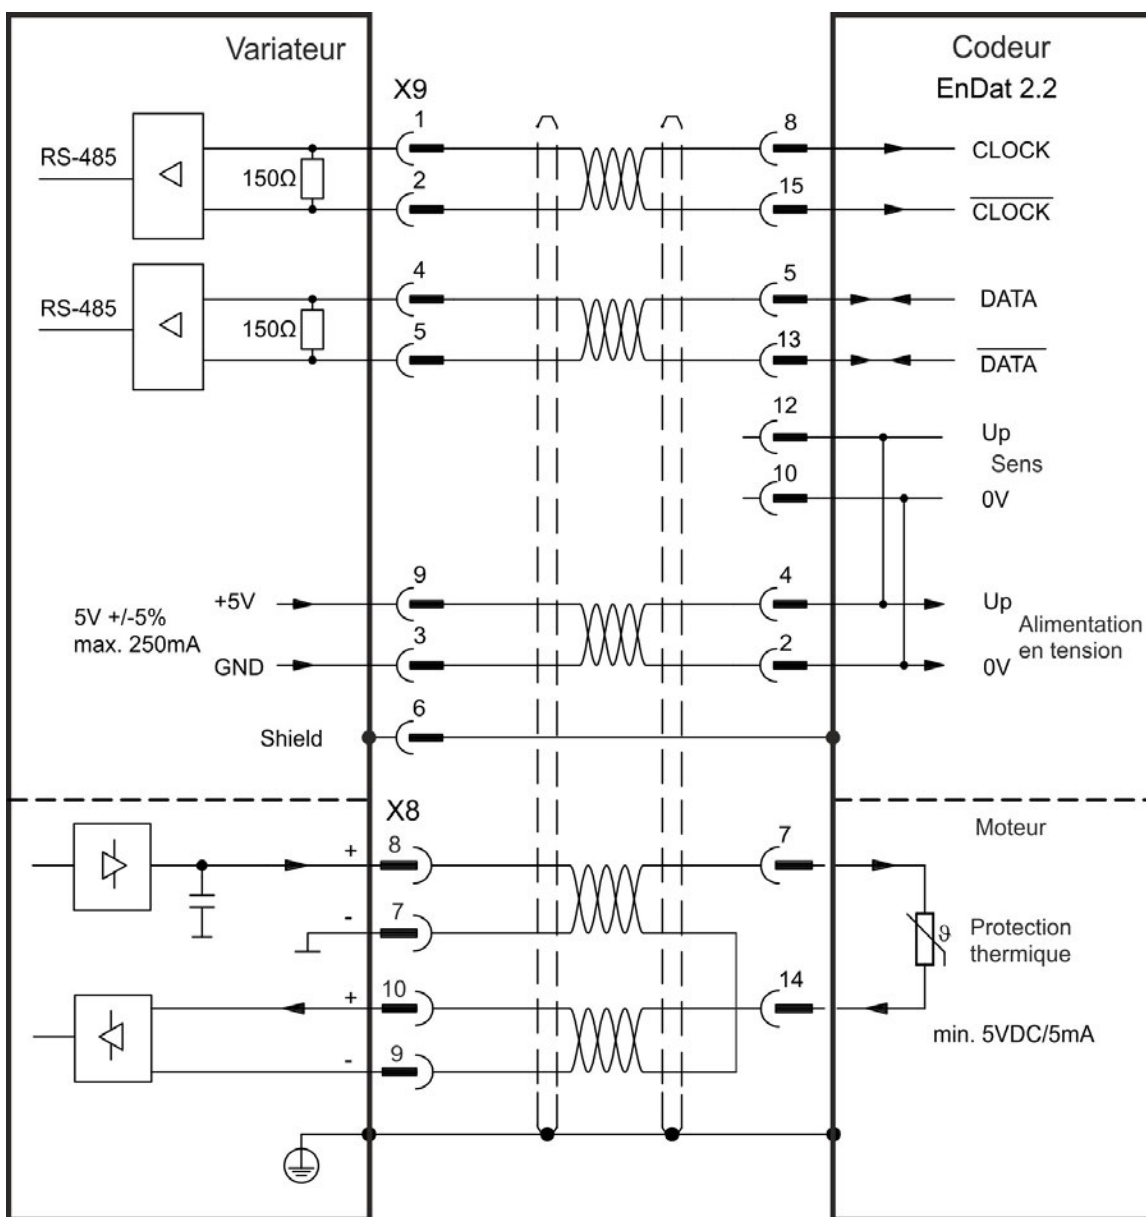 Variateur
Codeur
EnDat 2.2
X9
1
8
RS-485
150Ω
CLOCK
2
15
CLOCK
4
5
DATA
RS-485
150Ω
5
13
DATA
12
Up
Sens
10
0V
9
4
5V +/-5%
max. 250mA
+5V
Up
Alimentation
en tension
3
2
GND
0V
6
Shield
X8
Moteur
+
8
7
-
7
ϑ
Protection
thermique
+
10
14
min. 5VDC/5mA
-
9